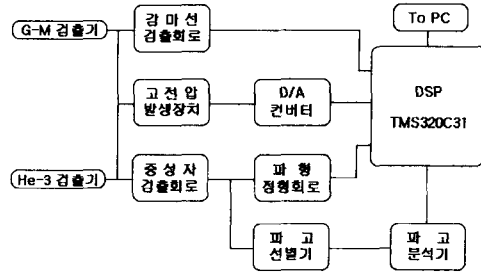 G-M 검출기
감 마 선
검출회로
To PC
고 전 압
발생장치
D/A
컨버터
DSP
TMS320C31
He-3 검출기
중 성 자
검출회로
파 형
정형회로
파 고
선별기
파 고
분석기